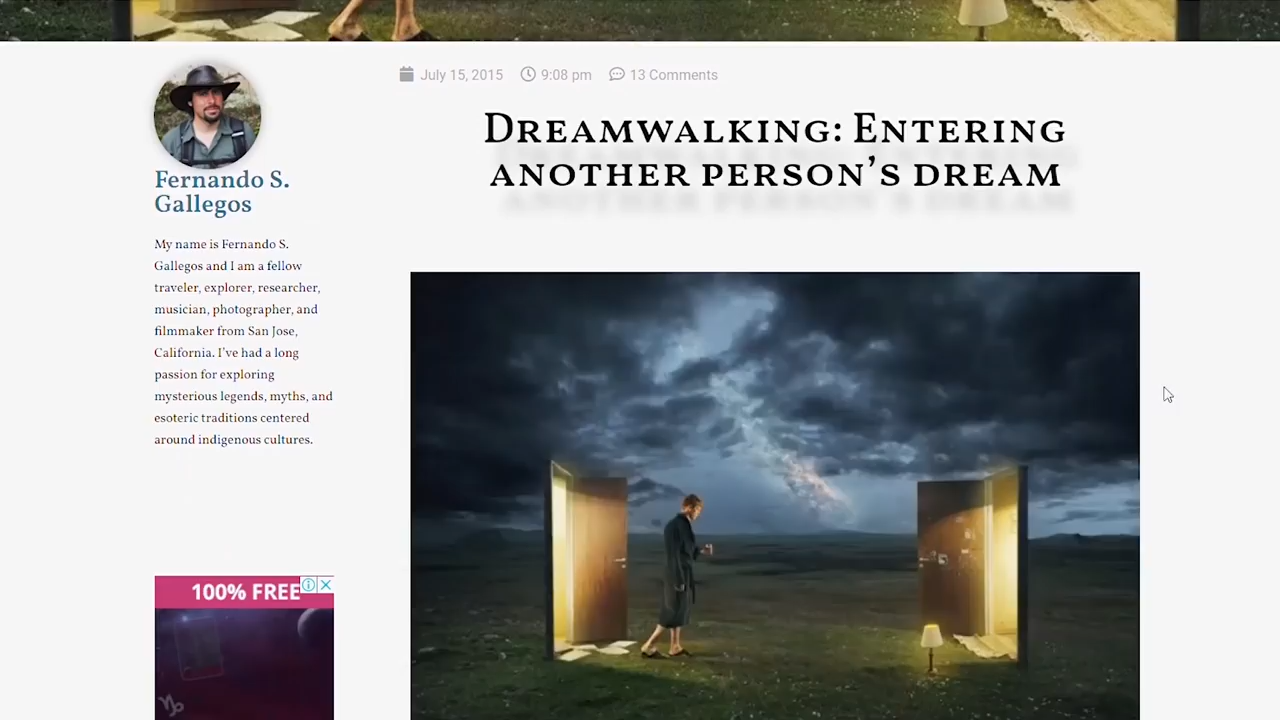 July 15, 2015 9:08 pm 13 Comments
Dreamwalking: Entering
another person's dream
Fernando S.
Gallegos
My name is Fernando S.
Gallegos and I am a fellow
traveler, explorer, researcher,
musician, photographer, and
filmmaker from San Jose,
California. I've had a long
passion for exploring
mysterious legends, myths, and
esoteric traditions centered
around indigenous cultures.
100% FREE